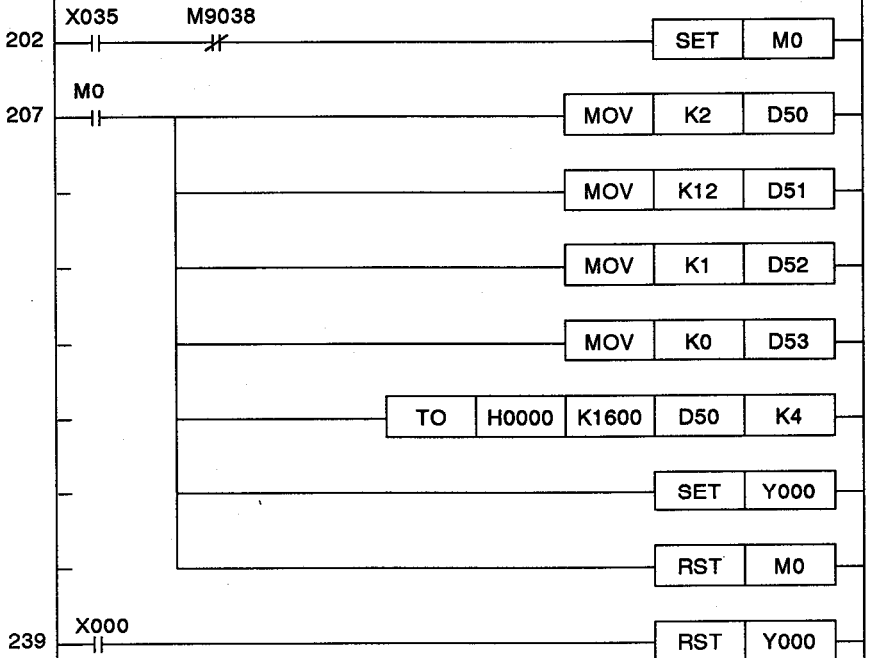 X035 M9038
202 SET M0
M0
207 MOV K2 D50
MOV K12 D51
MOV K1 D52
MOV K0 D53
TO H0000 K1600 D50 K4
SET Y000
RST M0
X000
239 RST Y000